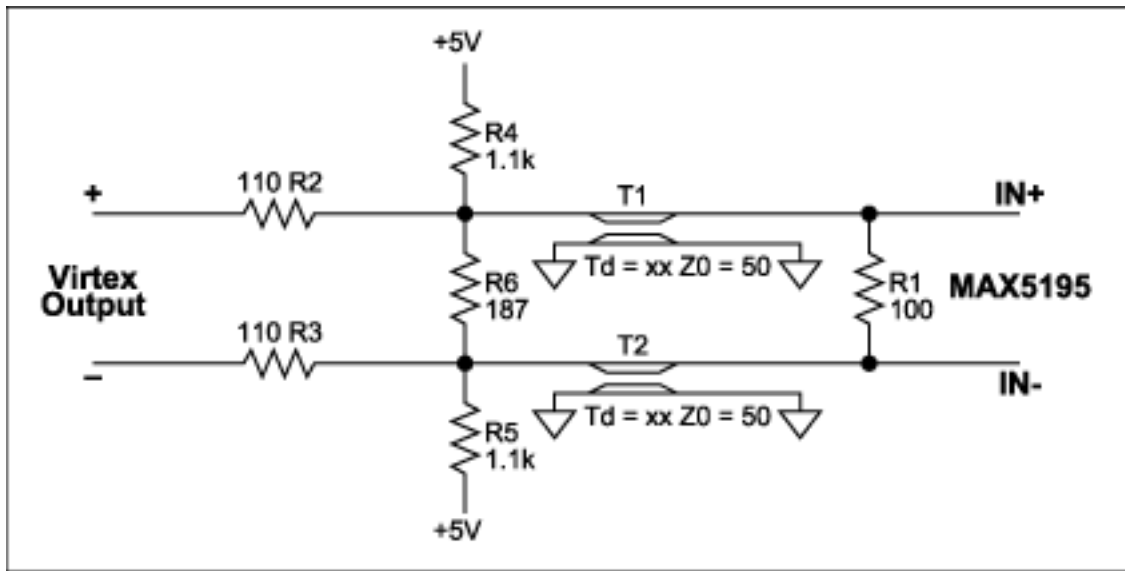 +5V
R4
1.1k
110 R2
T1
+
IN+
Td = xx Z0 = 50
Virtex
Output
R6
187
R1
100
MAX5195
110 R3
T2
–
IN-
Td = xx Z0 = 50
R5
1.1k
+5V